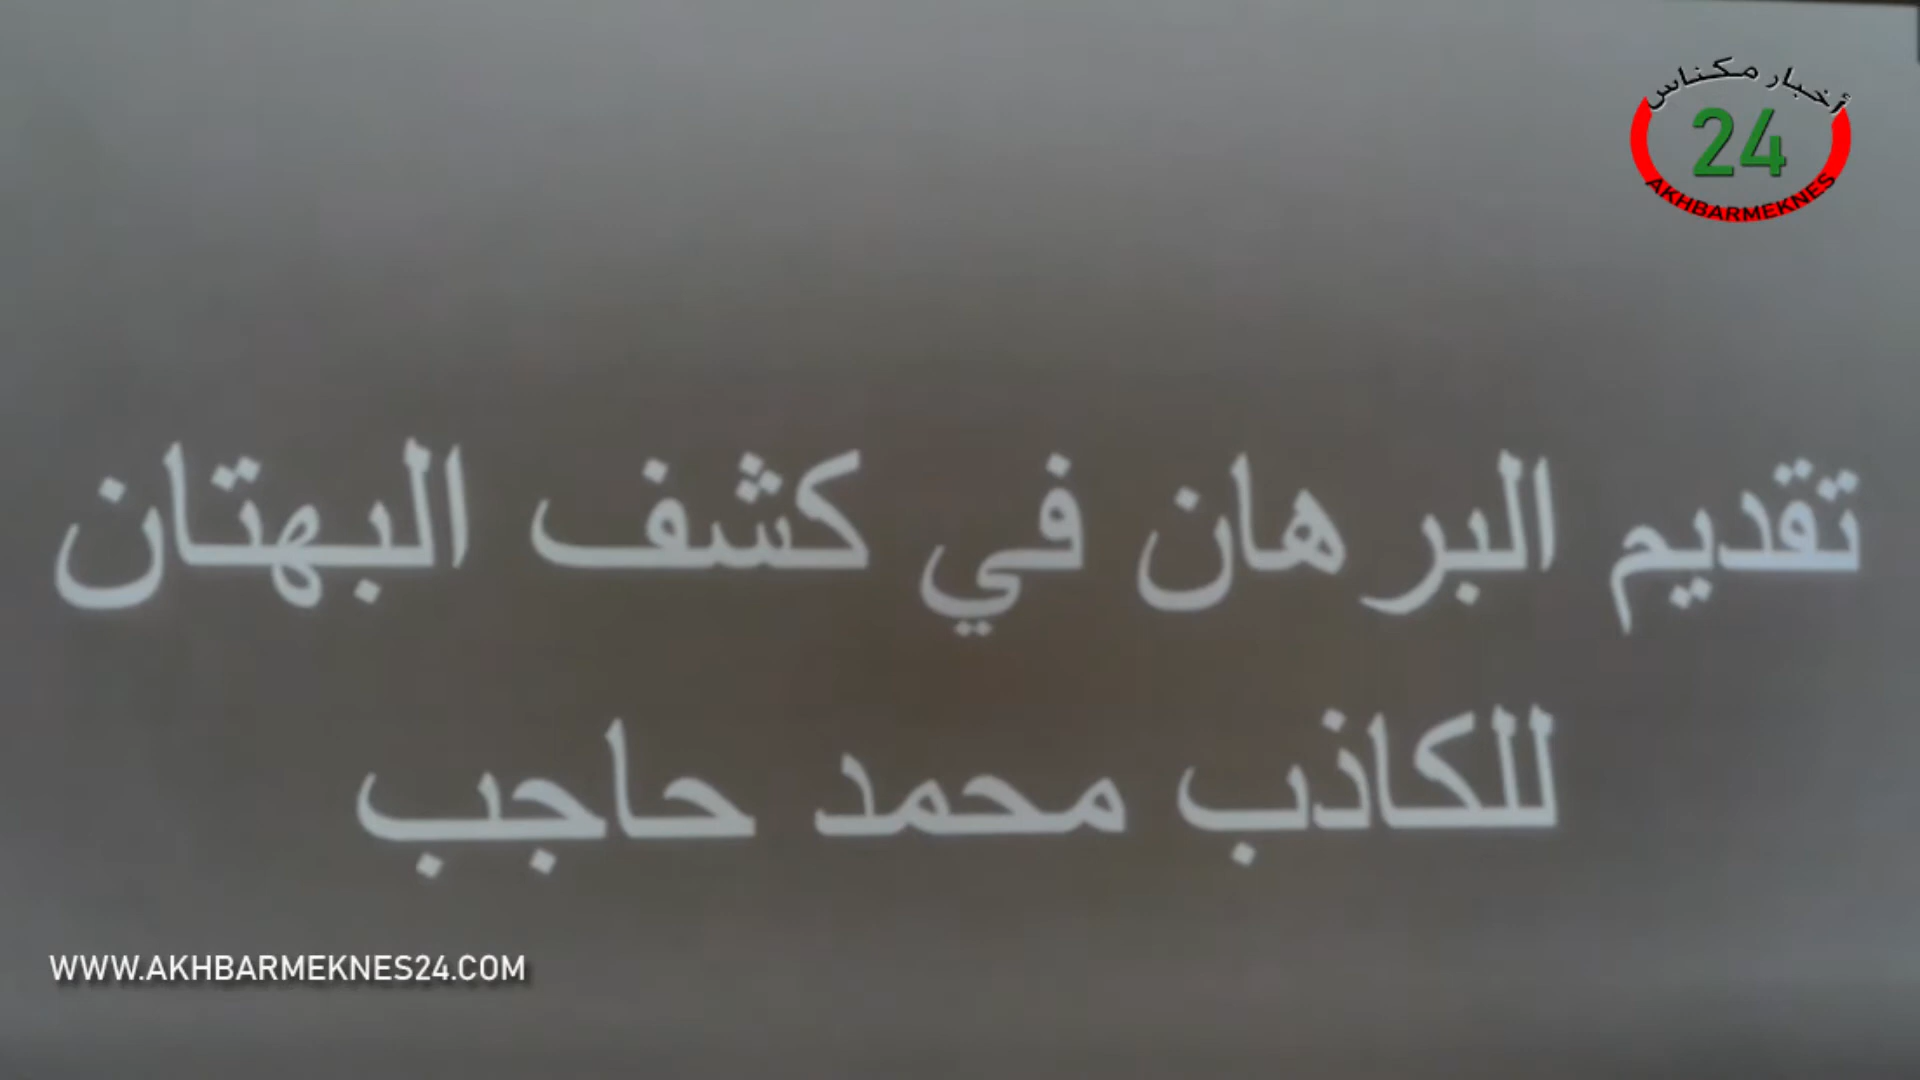 أخبار مكناس
24
AKHBARMEKNES
تقديم البرهان في كشف البهتان
للكاذب محمد حاجب
WWW.AKHBARMEKNES24.COM